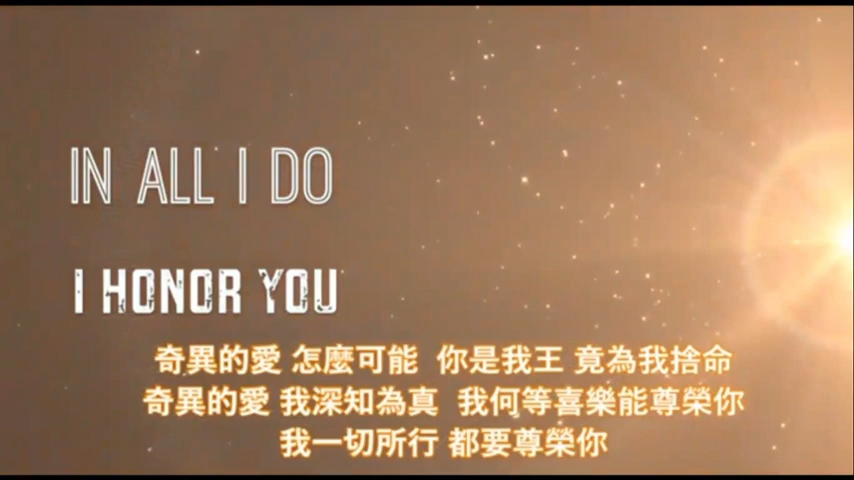 IN ALL I DO
I HONOR YOU
奇異的愛 怎麼可能 你是我王 竟為我捨命
奇異的愛 我深知為真 我何等喜樂能尊榮你
我一切所行 都要尊榮你